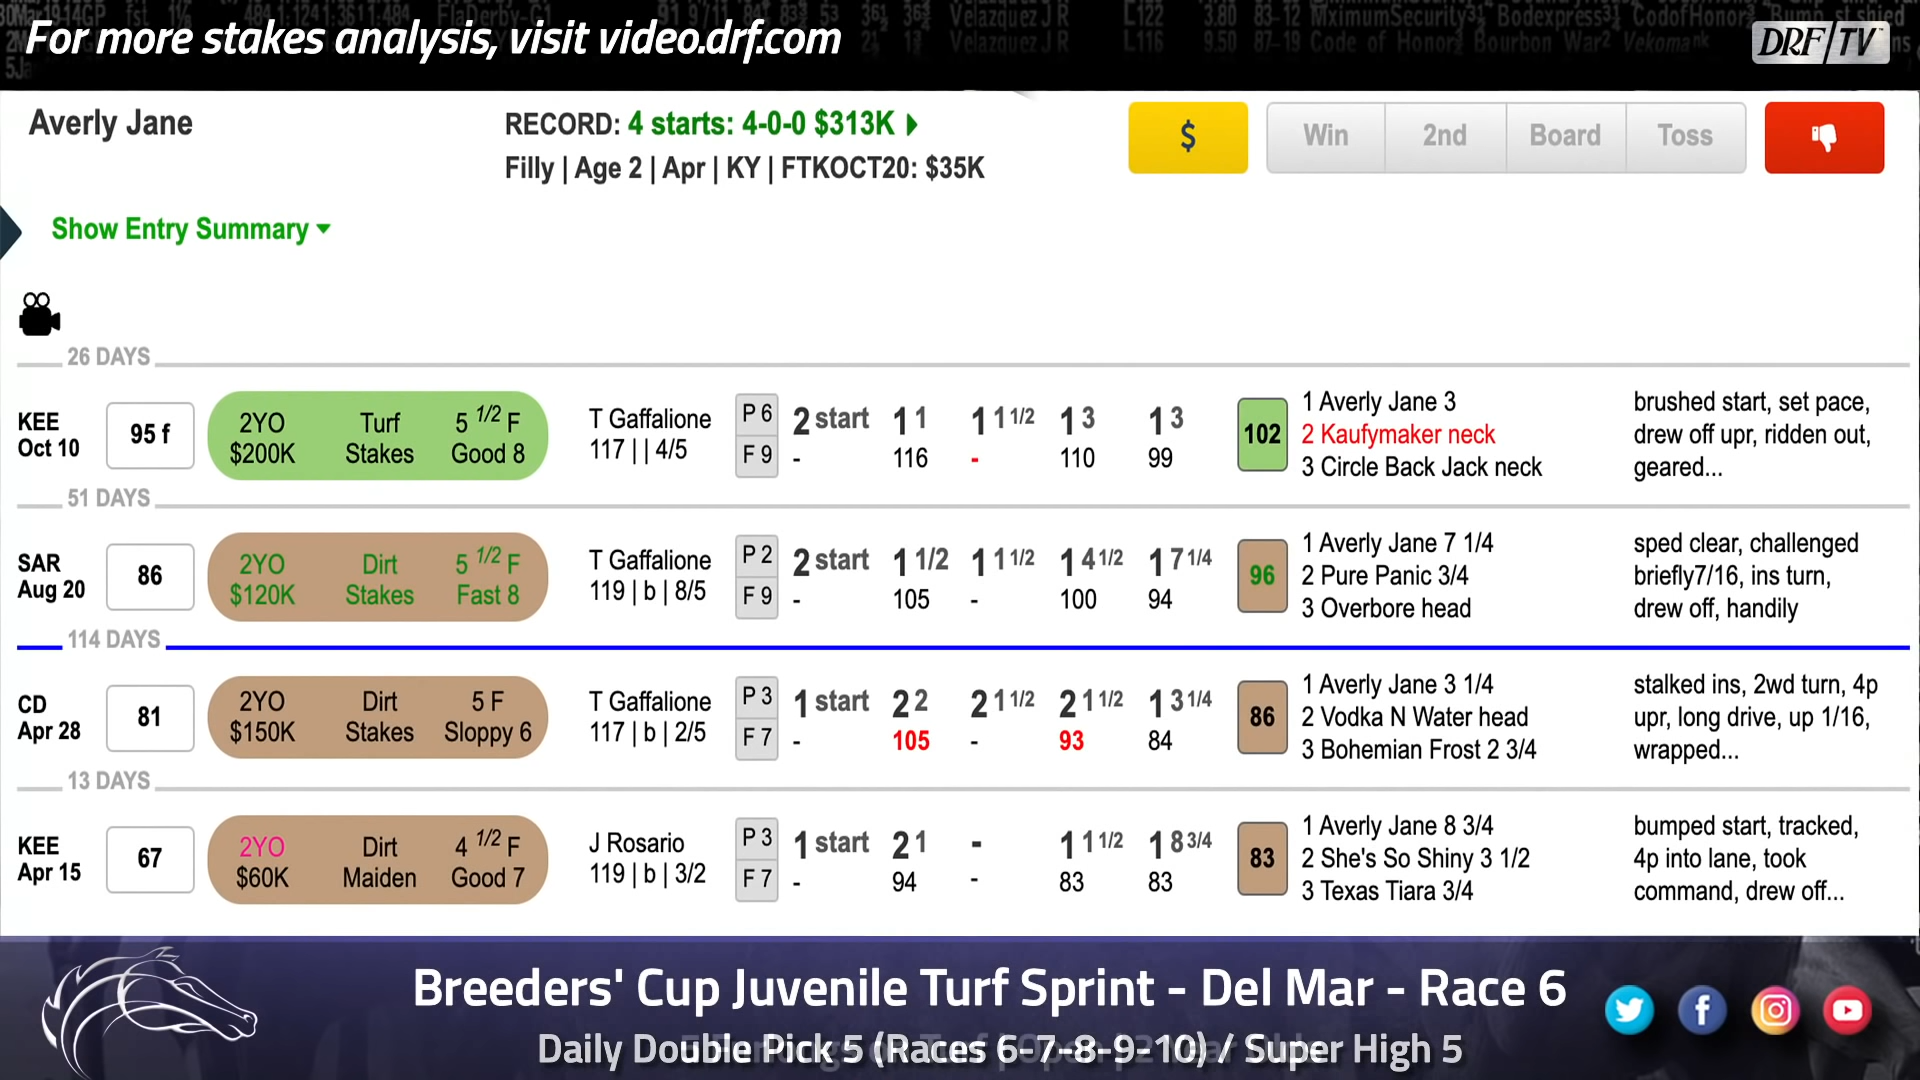 For more stakes analysis, visit video.drf.com
DRF/TV
Averly Jane
RECORD: 4 starts: 4-0-0 $313K
Filly | Age 2 | Apr | KY | FTKOCT20: $35K
$
Win 2nd Board Toss
Show Entry Summary
26 DAYS
KEE
Oct 10
95 f
2YO Turf 5 1/2 F
$200K Stakes Good 8
T Gaffalione
117 | | 4/5
P 6
F 9
2 start 1 1 1 1 1/2 1 3 1 3
- 116 - 110 99
102
1 Averly Jane 3
2 Kaufymaker neck
3 Circle Back Jack neck
brushed start, set pace,
drew off upr, ridden out,
geared...
51 DAYS
SAR
Aug 20
86
2YO Dirt 5 1/2 F
$120K Stakes Fast 8
T Gaffalione
119 | b | 8/5
P 2
F 9
2 start 1 1/2 1 1 1/2 1 4 1/2 1 7 1/4
- 105 - 100 94
96
1 Averly Jane 7 1/4
2 Pure Panic 3/4
3 Overbore head
sped clear, challenged
briefly7/16, ins turn,
drew off, handily
114 DAYS
CD
Apr 28
81
2YO Dirt 5 F
$150K Stakes Sloppy 6
T Gaffalione
117 | b | 2/5
P 3
F 7
1 start 2 2 2 1 1/2 2 1 1/2 1 3 1/4
- 105 - 93 84
86
1 Averly Jane 3 1/4
2 Vodka N Water head
3 Bohemian Frost 2 3/4
stalked ins, 2wd turn, 4p
upr, long drive, up 1/16,
wrapped...
13 DAYS
KEE
Apr 15
67
2YO Dirt 4 1/2 F
$60K Maiden Good 7
J Rosario
119 | b | 3/2
P 3
F 7
1 start 2 1 - 1 1 1/2 1 8 3/4
- 94 - 83 83
83
1 Averly Jane 8 3/4
2 She's So Shiny 3 1/2
3 Texas Tiara 3/4
bumped start, tracked,
4p into lane, took
command, drew off...
Breeders' Cup Juvenile Turf Sprint - Del Mar - Race 6
Daily Double Pick 5 (Races 6-7-8-9-10) / Super High 5